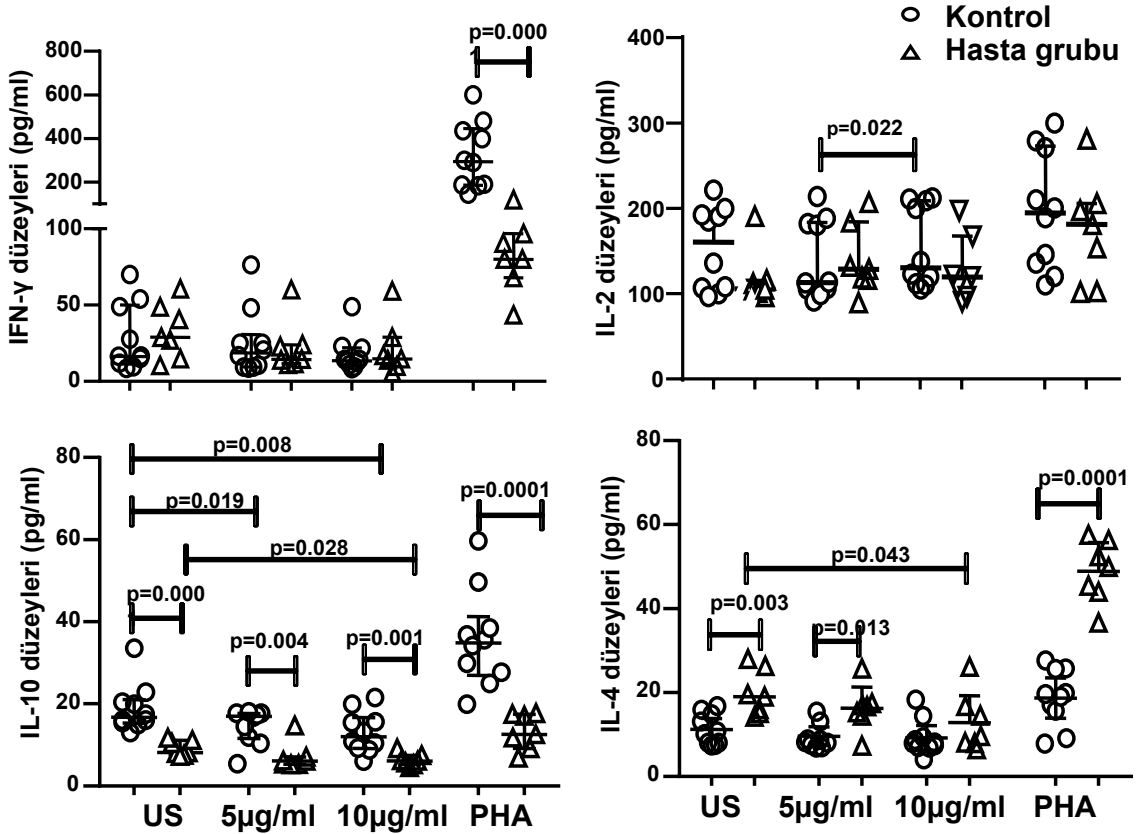 Kontrol
Hasta grubu
p=0.000
1
IFN-γ düzeyleri (pg/ml)
800
600
400
200
100
50
0
IL-2 düzeyleri (pg/ml)
400
300
200
100
0
p=0.022
IL-10 düzeyleri (pg/ml)
80
60
40
20
0
p=0.008
p=0.019
p=0.028
p=0.000
p=0.004
p=0.001
p=0.0001
US
5µg/ml
10µg/ml
PHA
IL-4 düzeyleri (pg/ml)
80
60
40
20
0
p=0.0001
p=0.043
p=0.003
p=0.013
US
5µg/ml
10µg/ml
PHA